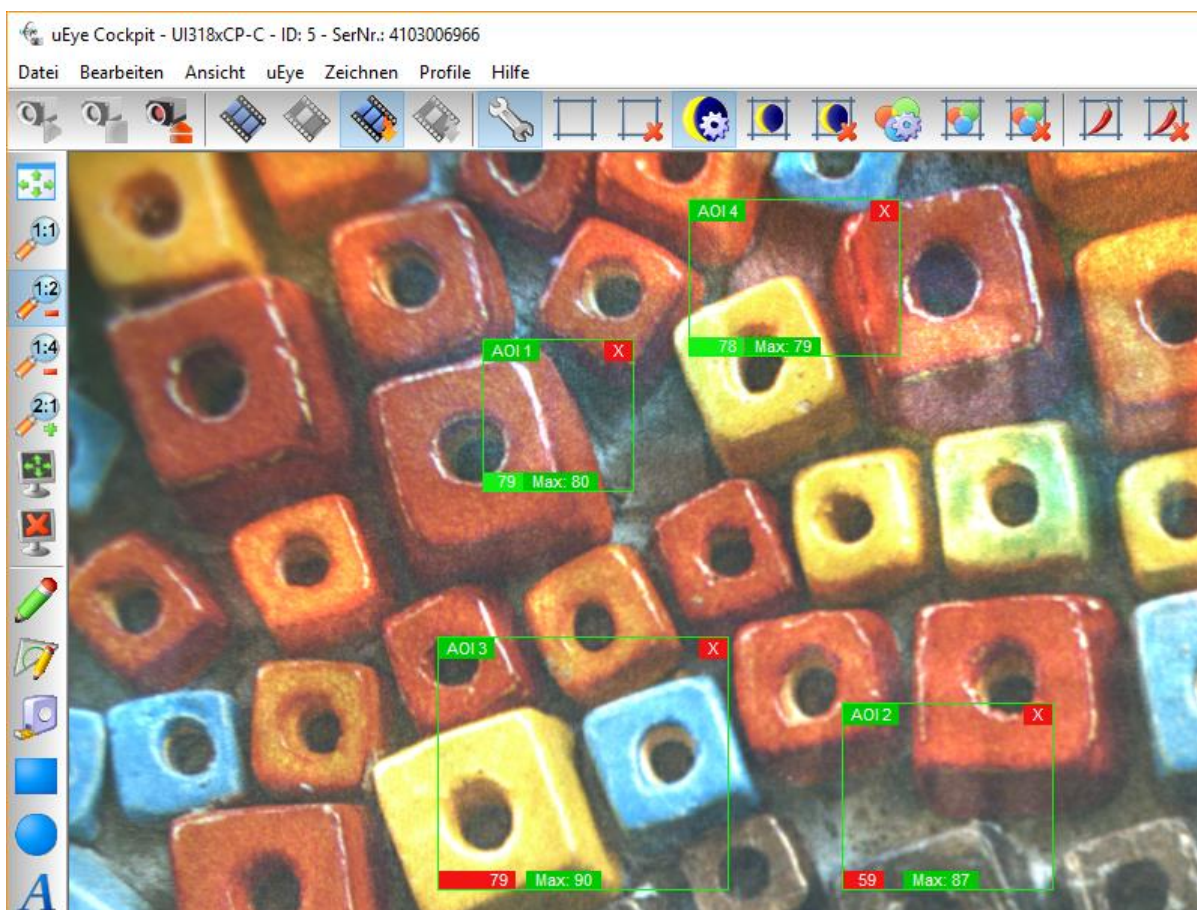 uEye Cockpit - UI318xCP-C - ID: 5 - SerNr.: 4103006966
Datei Bearbeiten Ansicht uEye Zeichnen Profile Hilfe
1:1
1:2
1:4
2:1
A
AOI 4 X
78 Max: 79
AOI 1 X
79 Max: 80
AOI 3 X
79 Max: 90
AOI 2 X
59 Max: 87